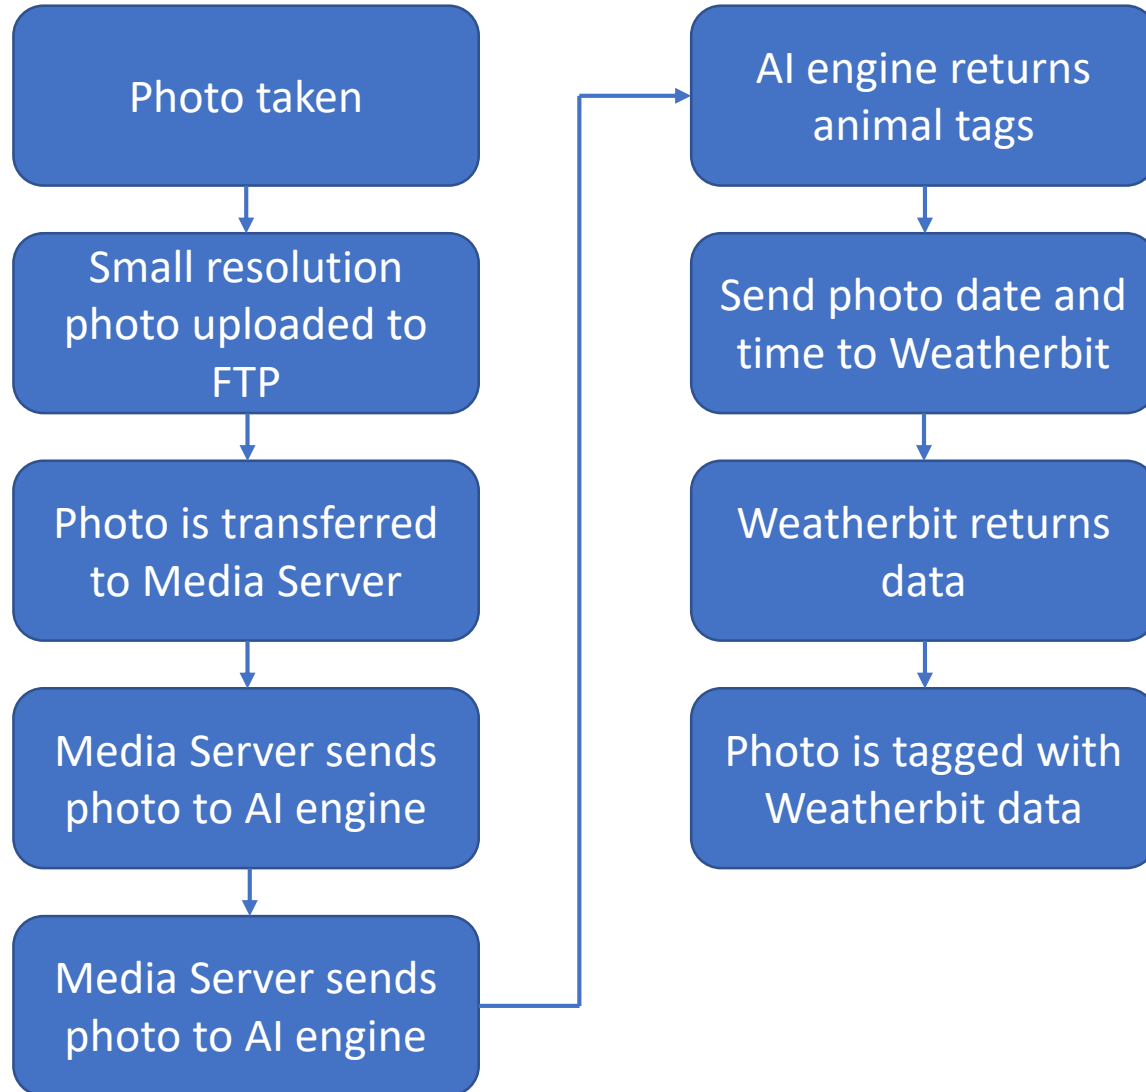 Photo taken
Small resolution
photo uploaded to
FTP
Photo is transferred
to Media Server
Media Server sends
photo to AI engine
Media Server sends
photo to AI engine
AI engine returns
animal tags
Send photo date and
time to Weatherbit
Weatherbit returns
data
Photo is tagged with
Weatherbit data